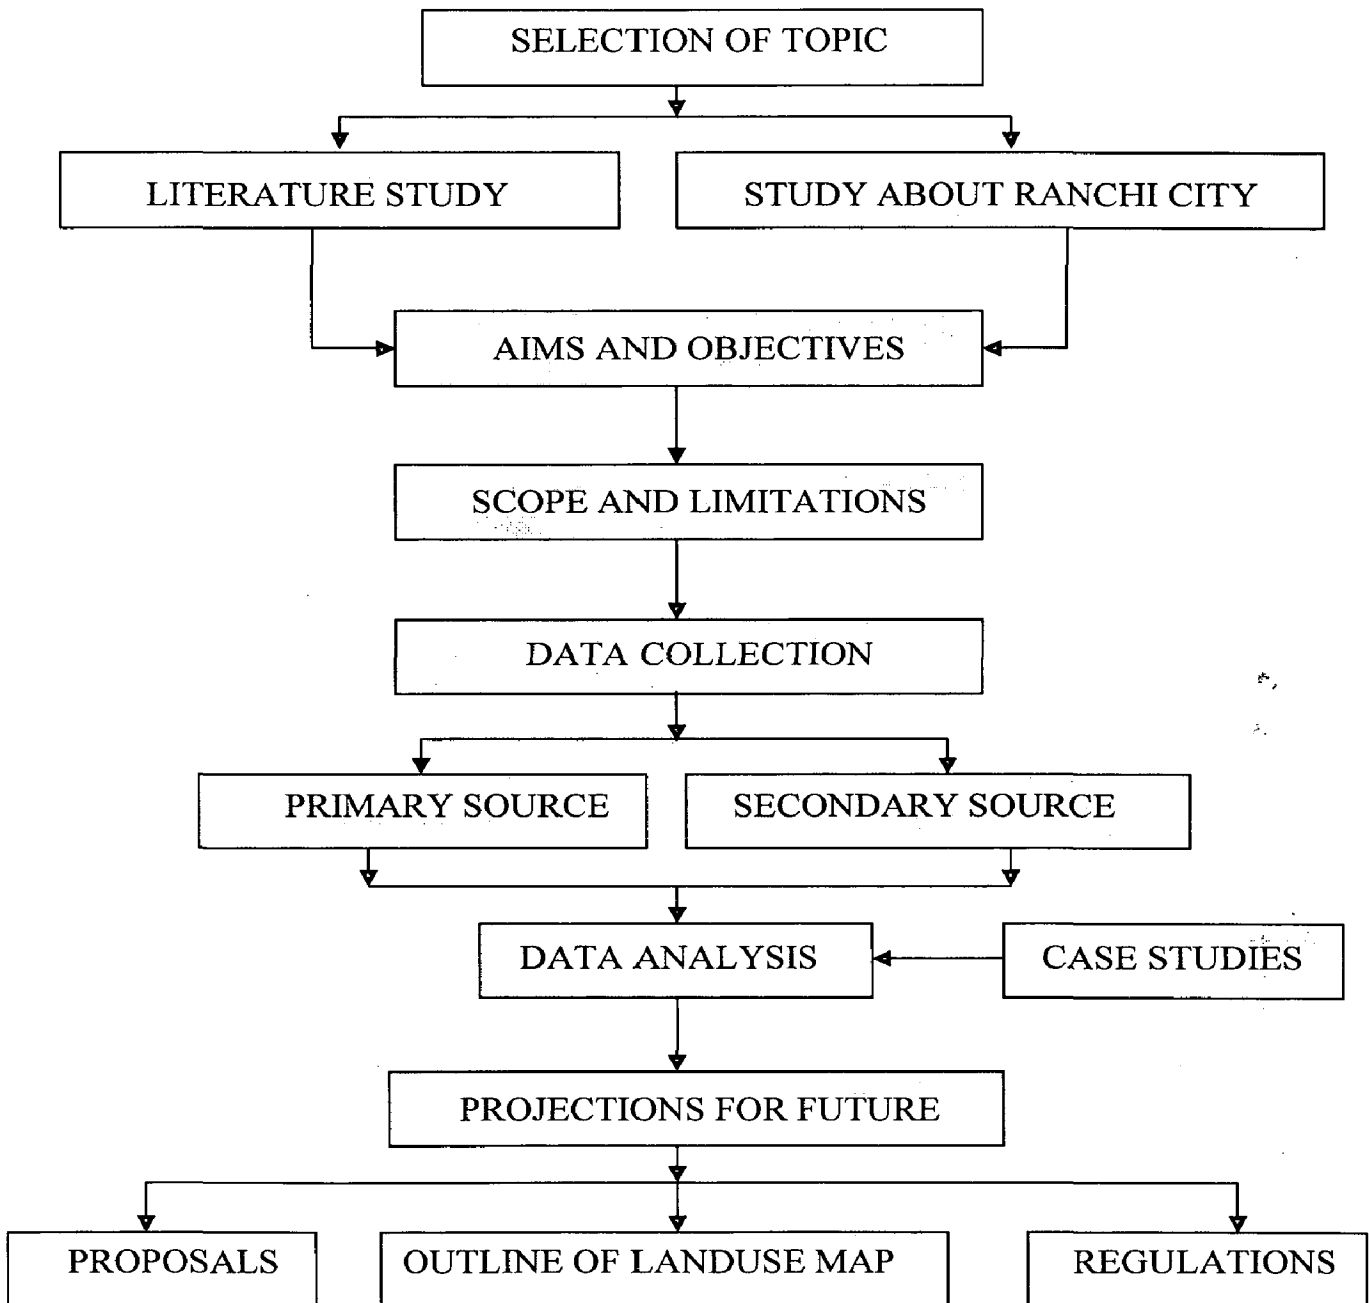 SELECTION OF TOPIC
LITERATURE STUDY
STUDY ABOUT RANCHI CITY
AIMS AND OBJECTIVES
SCOPE AND LIMITATIONS
DATA COLLECTION
PRIMARY SOURCE
SECONDARY SOURCE
DATA ANALYSIS
CASE STUDIES
PROJECTIONS FOR FUTURE
PROPOSALS
OUTLINE OF LANDUSE MAP
REGULATIONS